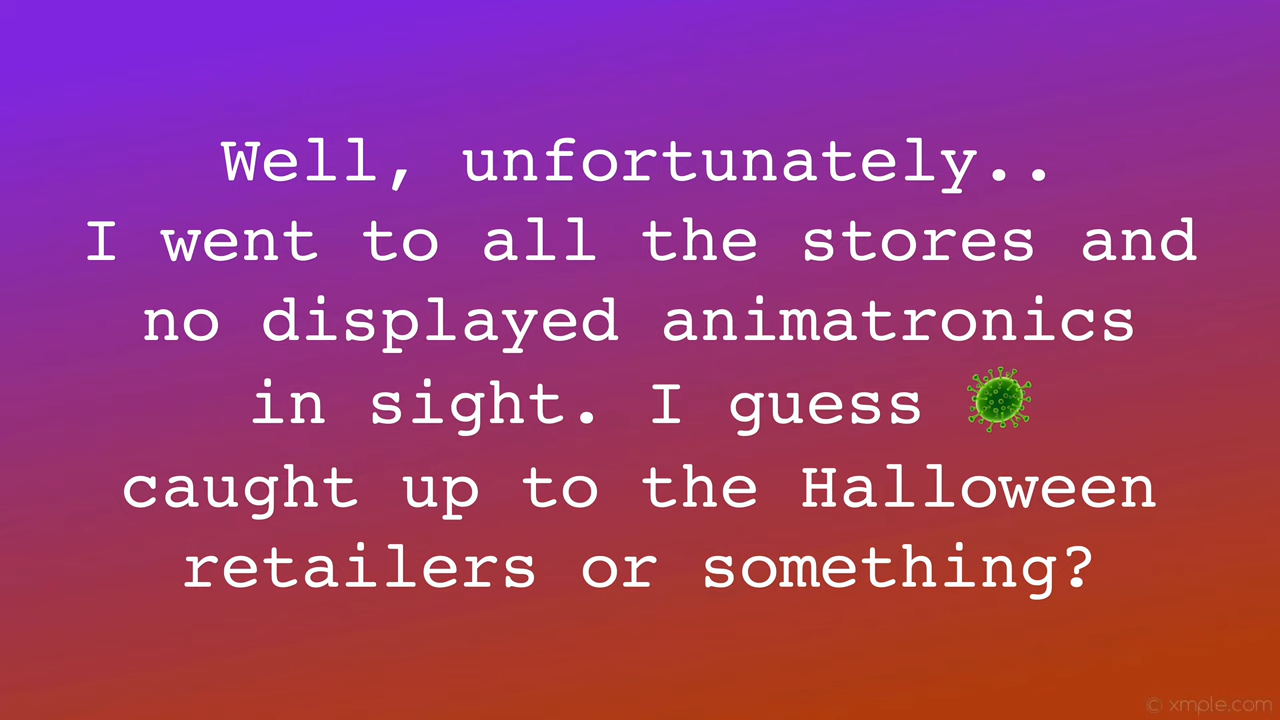 Well, unfortunately..
I went to all the stores and
no displayed animatronics
in sight. I guess 🦠
caught up to the Halloween
retailers or something?
© xmple.com